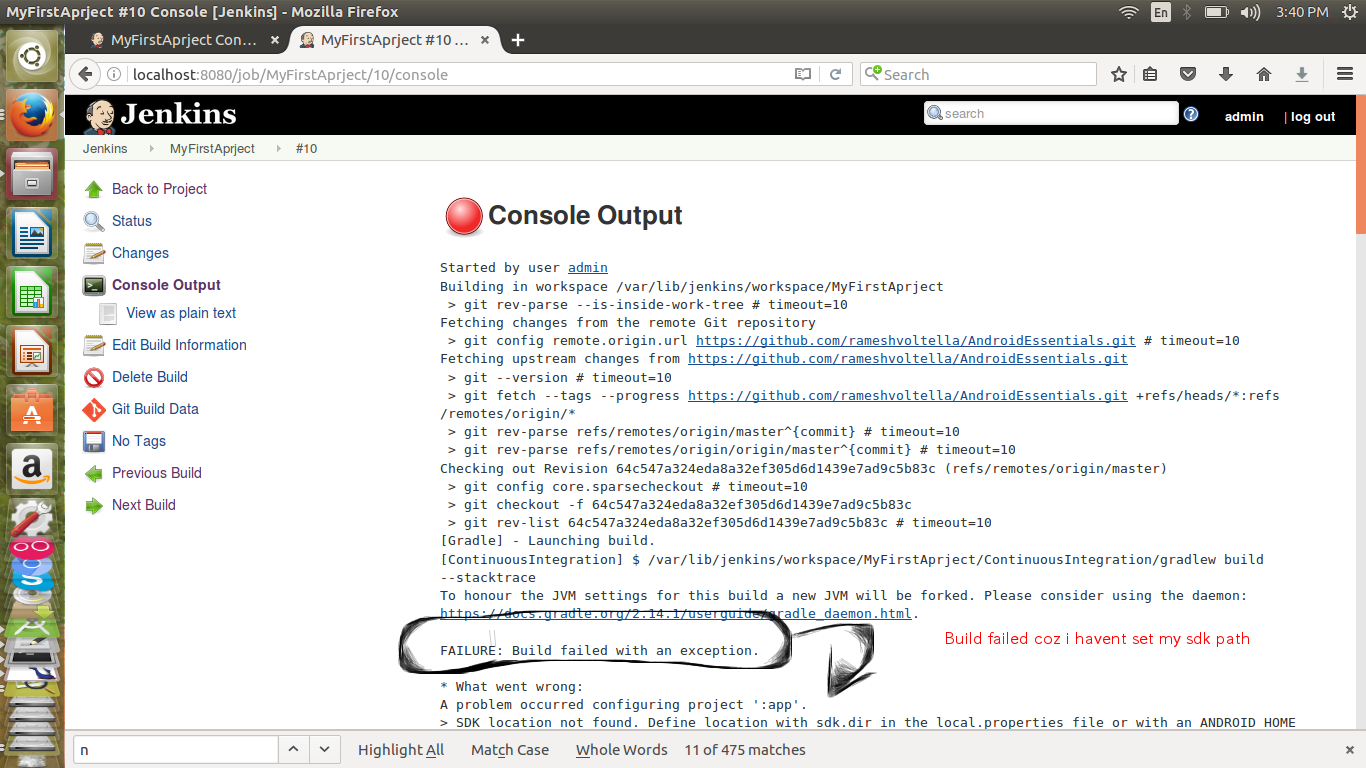 MyFirstAprject #10 Console [Jenkins] - Mozilla Firefox
En
3:40 PM
MyFirstAprject Con...
MyFirstAprject #10 ...
localhost:8080/job/MyFirstAprject/10/console
Search
Jenkins
search
admin
| log out
Jenkins
MyFirstAprject
#10
Back to Project
Status
Changes
Console Output
View as plain text
Edit Build Information
Delete Build
Git Build Data
No Tags
Previous Build
Next Build
Console Output
Started by user admin
Building in workspace /var/lib/jenkins/workspace/MyFirstAprject
> git rev-parse --is-inside-work-tree # timeout=10
Fetching changes from the remote Git repository
> git config remote.origin.url https://github.com/rameshvoltella/AndroidEssentials.git # timeout=10
Fetching upstream changes from https://github.com/rameshvoltella/AndroidEssentials.git
> git --version # timeout=10
> git fetch --tags --progress https://github.com/rameshvoltella/AndroidEssentials.git +refs/heads/*:refs
/remotes/origin/*
> git rev-parse refs/remotes/origin/master^{commit} # timeout=10
> git rev-parse refs/remotes/origin/origin/master^{commit} # timeout=10
Checking out Revision 64c547a324eda8a32ef305d6d1439e7ad9c5b83c (refs/remotes/origin/master)
> git config core.sparsecheckout # timeout=10
> git checkout -f 64c547a324eda8a32ef305d6d1439e7ad9c5b83c
> git rev-list 64c547a324eda8a32ef305d6d1439e7ad9c5b83c # timeout=10
[Gradle] - Launching build.
[ContinuousIntegration] $ /var/lib/jenkins/workspace/MyFirstAprject/ContinuousIntegration/gradlew build
--stacktrace
To honour the JVM settings for this build a new JVM will be forked. Please consider using the daemon:
https://docs.gradle.org/2.14.1/userguide/gradle_daemon.html.
Build failed coz i havent set my sdk path
FAILURE: Build failed with an exception.
* What went wrong:
A problem occurred configuring project ':app'.
> SDK location not found. Define location with sdk.dir in the local.properties file or with an ANDROID_HOME
n
Highlight All
Match Case
Whole Words
11 of 475 matches